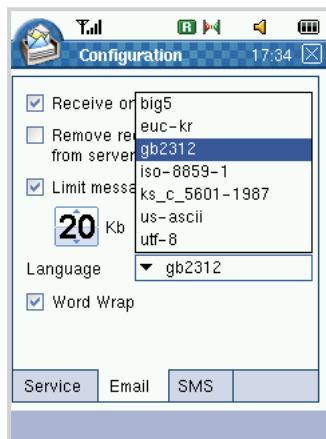 Configuration 17:34
Receive or
big5
euc-kr
Remove re
from server
gb2312
iso-8859-1
Limit messa
ks_c_5601-1987
us-ascii
20 Kb
utf-8
Language gb2312
Word Wrap
Service Email SMS